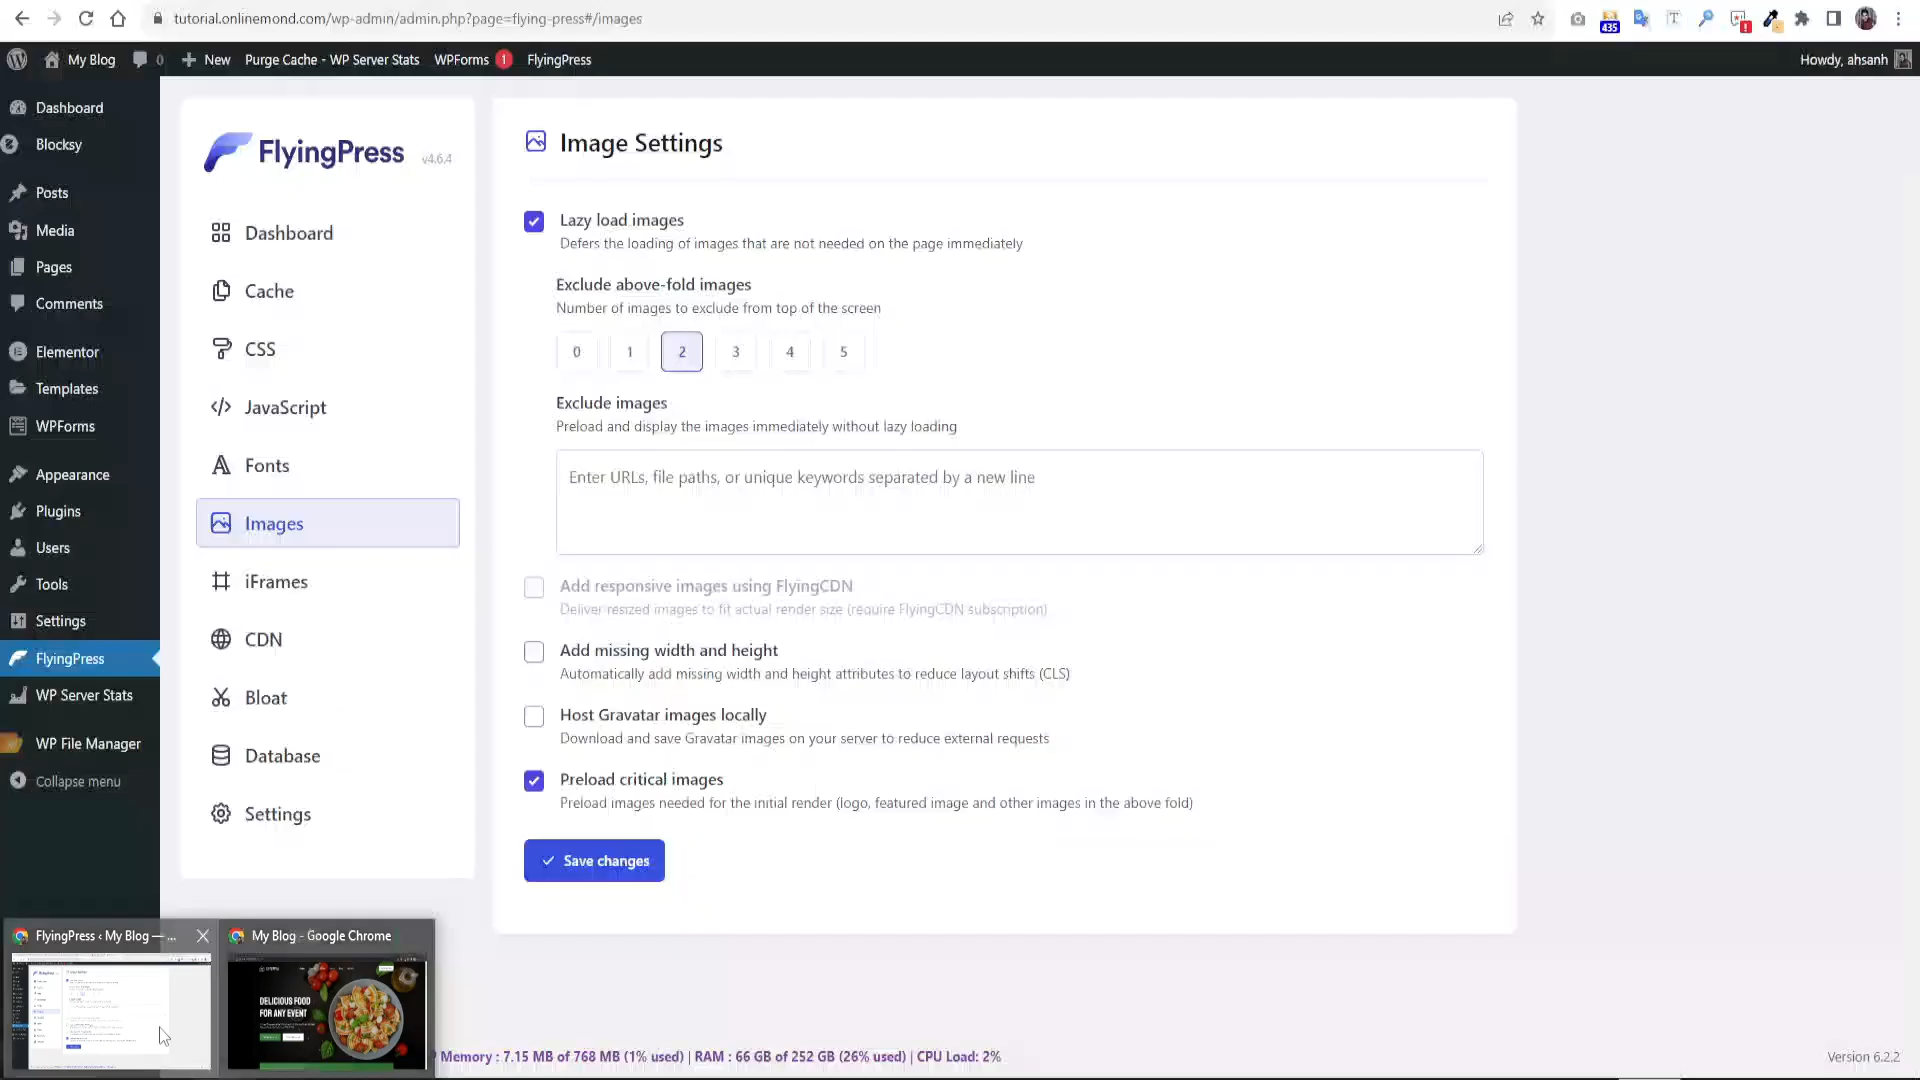 tutorial.onlinemond.com/wp-admin/admin.php?page=flying-press#/images
435
My Blog
0
New
Purge Cache - WP Server Stats
WPForms 1
FlyingPress
Howdy, ahsanh
Dashboard
Blocksy
Posts
Media
Pages
Comments
Elementor
Templates
WPForms
Appearance
Plugins
Users
Tools
Settings
FlyingPress
WP Server Stats
WP File Manager
Collapse menu
FlyingPress v4.6.4
Dashboard
Cache
CSS
JavaScript
Fonts
Images
iFrames
CDN
Bloat
Database
Settings
Image Settings
Lazy load images
Defers the loading of images that are not needed on the page immediately
Exclude above-fold images
Number of images to exclude from top of the screen
0 1 2 3 4 5
Exclude images
Preload and display the images immediately without lazy loading
Enter URLs, file paths, or unique keywords separated by a new line
Add responsive images using FlyingCDN
Deliver resized images to fit actual render size (require FlyingCDN subscription)
Add missing width and height
Automatically add missing width and height attributes to reduce layout shifts (CLS)
Host Gravatar images locally
Download and save Gravatar images on your server to reduce external requests
Preload critical images
Preload images needed for the initial render (logo, featured image and other images in the above fold)
Save changes
FlyingPress ‹ My Blog — ...
My Blog - Google Chrome
DELICIOUS FOOD
FOR ANY EVENT
Memory : 7.15 MB of 768 MB (1% used) | RAM : 66 GB of 252 GB (26% used) | CPU Load: 2%
Version 6.2.2